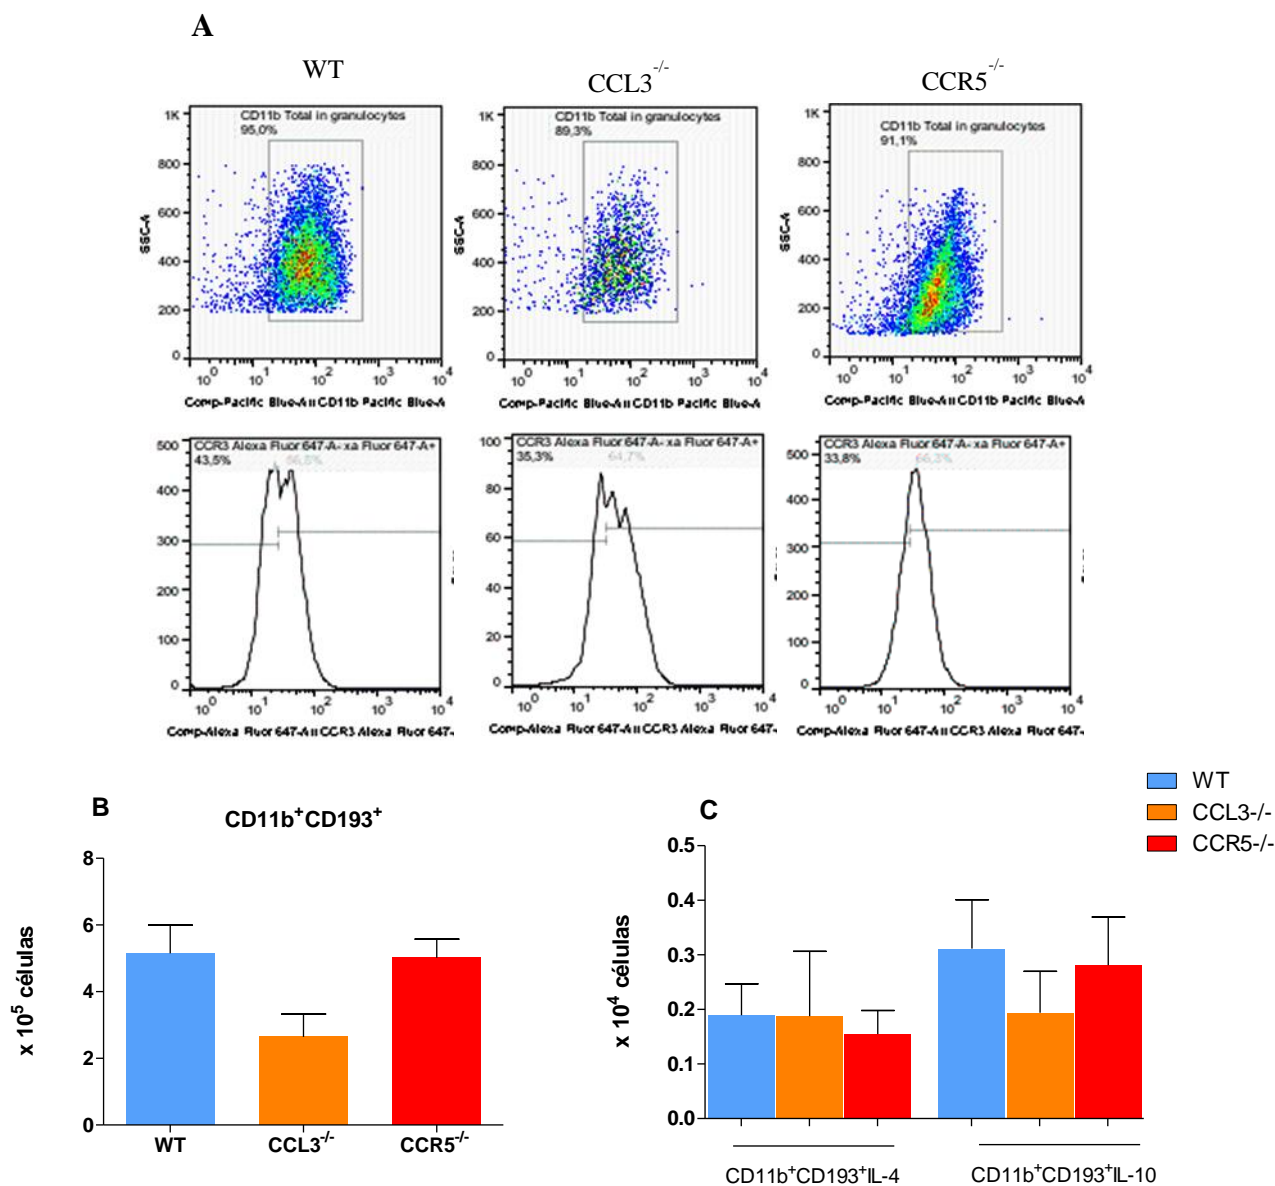 A
WT
CCL3-/-
CCR5-/-
CD11b Total in granulocytes
95,0%
1K
800
600
400
200
0
SSC-A
10^0 10^1 10^2 10^3 10^4
Comp-Pacific Blue-A :: CD11b Pacific Blue-A
CD11b Total in granulocytes
89,3%
1K
800
600
400
200
0
SSC-A
10^0 10^1 10^2 10^3 10^4
Comp-Pacific Blue-A :: CD11b Pacific Blue-A
CD11b Total in granulocytes
91,1%
1K
800
600
400
200
0
SSC-A
10^0 10^1 10^2 10^3 10^4
Comp-Pacific Blue-A :: CD11b Pacific Blue-A
CCR3 Alexa Fluor 647-A- xa Fluor 647-A+
43,5%
500
400
300
200
100
0
10^0 10^1 10^2 10^3 10^4
Comp-Alexa Fluor 647-A :: CCR3 Alexa Fluor 647-
CCR3 Alexa Fluor 647-A- xa Fluor 647-A+
35,3% 64,7%
100
80
60
40
20
0
10^0 10^1 10^2 10^3 10^4
Comp-Alexa Fluor 647-A :: CCR3 Alexa Fluor 647-
CCR3 Alexa Fluor 647-A- xa Fluor 647-A+
33,8% 66,3%
500
400
300
200
100
0
10^0 10^1 10^2 10^3 10^4
Comp-Alexa Fluor 647-A :: CCR3 Alexa Fluor 647-
B
CD11b+CD193+
8
6
4
2
0
x 10^5 células
WT
CCL3-/-
CCR5-/-
C
WT
CCL3-/-
CCR5-/-
0.5
0.4
0.3
0.2
0.1
0.0
x 10^4 células
CD11b+CD193+IL-4
CD11b+CD193+IL-10